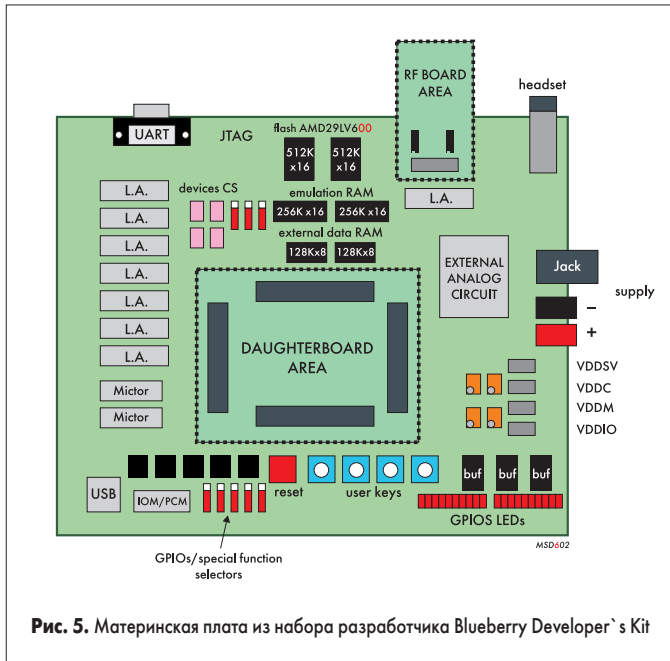 RF BOARD
AREA
headset
UART
JTAG
flash AMD29LV600
512K
x16
512K
x16
L.A.
devices CS
emulation RAM
L.A.
L.A.
256K x16
256K x16
L.A.
external data RAM
128Kx8
128Kx8
L.A.
EXTERNAL
ANALOG
CIRCUIT
Jack
L.A.
supply
−
+
L.A.
L.A.
DAUGHTERBOARD
AREA
VDDSV
VDDC
VDDM
VDDIO
Mictor
Mictor
USB
IOM/PCM
reset
user keys
buf
buf
buf
GPIOS LEDs
MSD602
GPIOs/special function
selectors
Рис. 5. Материнская плата из набора разработчика Blueberry Developer`s Kit